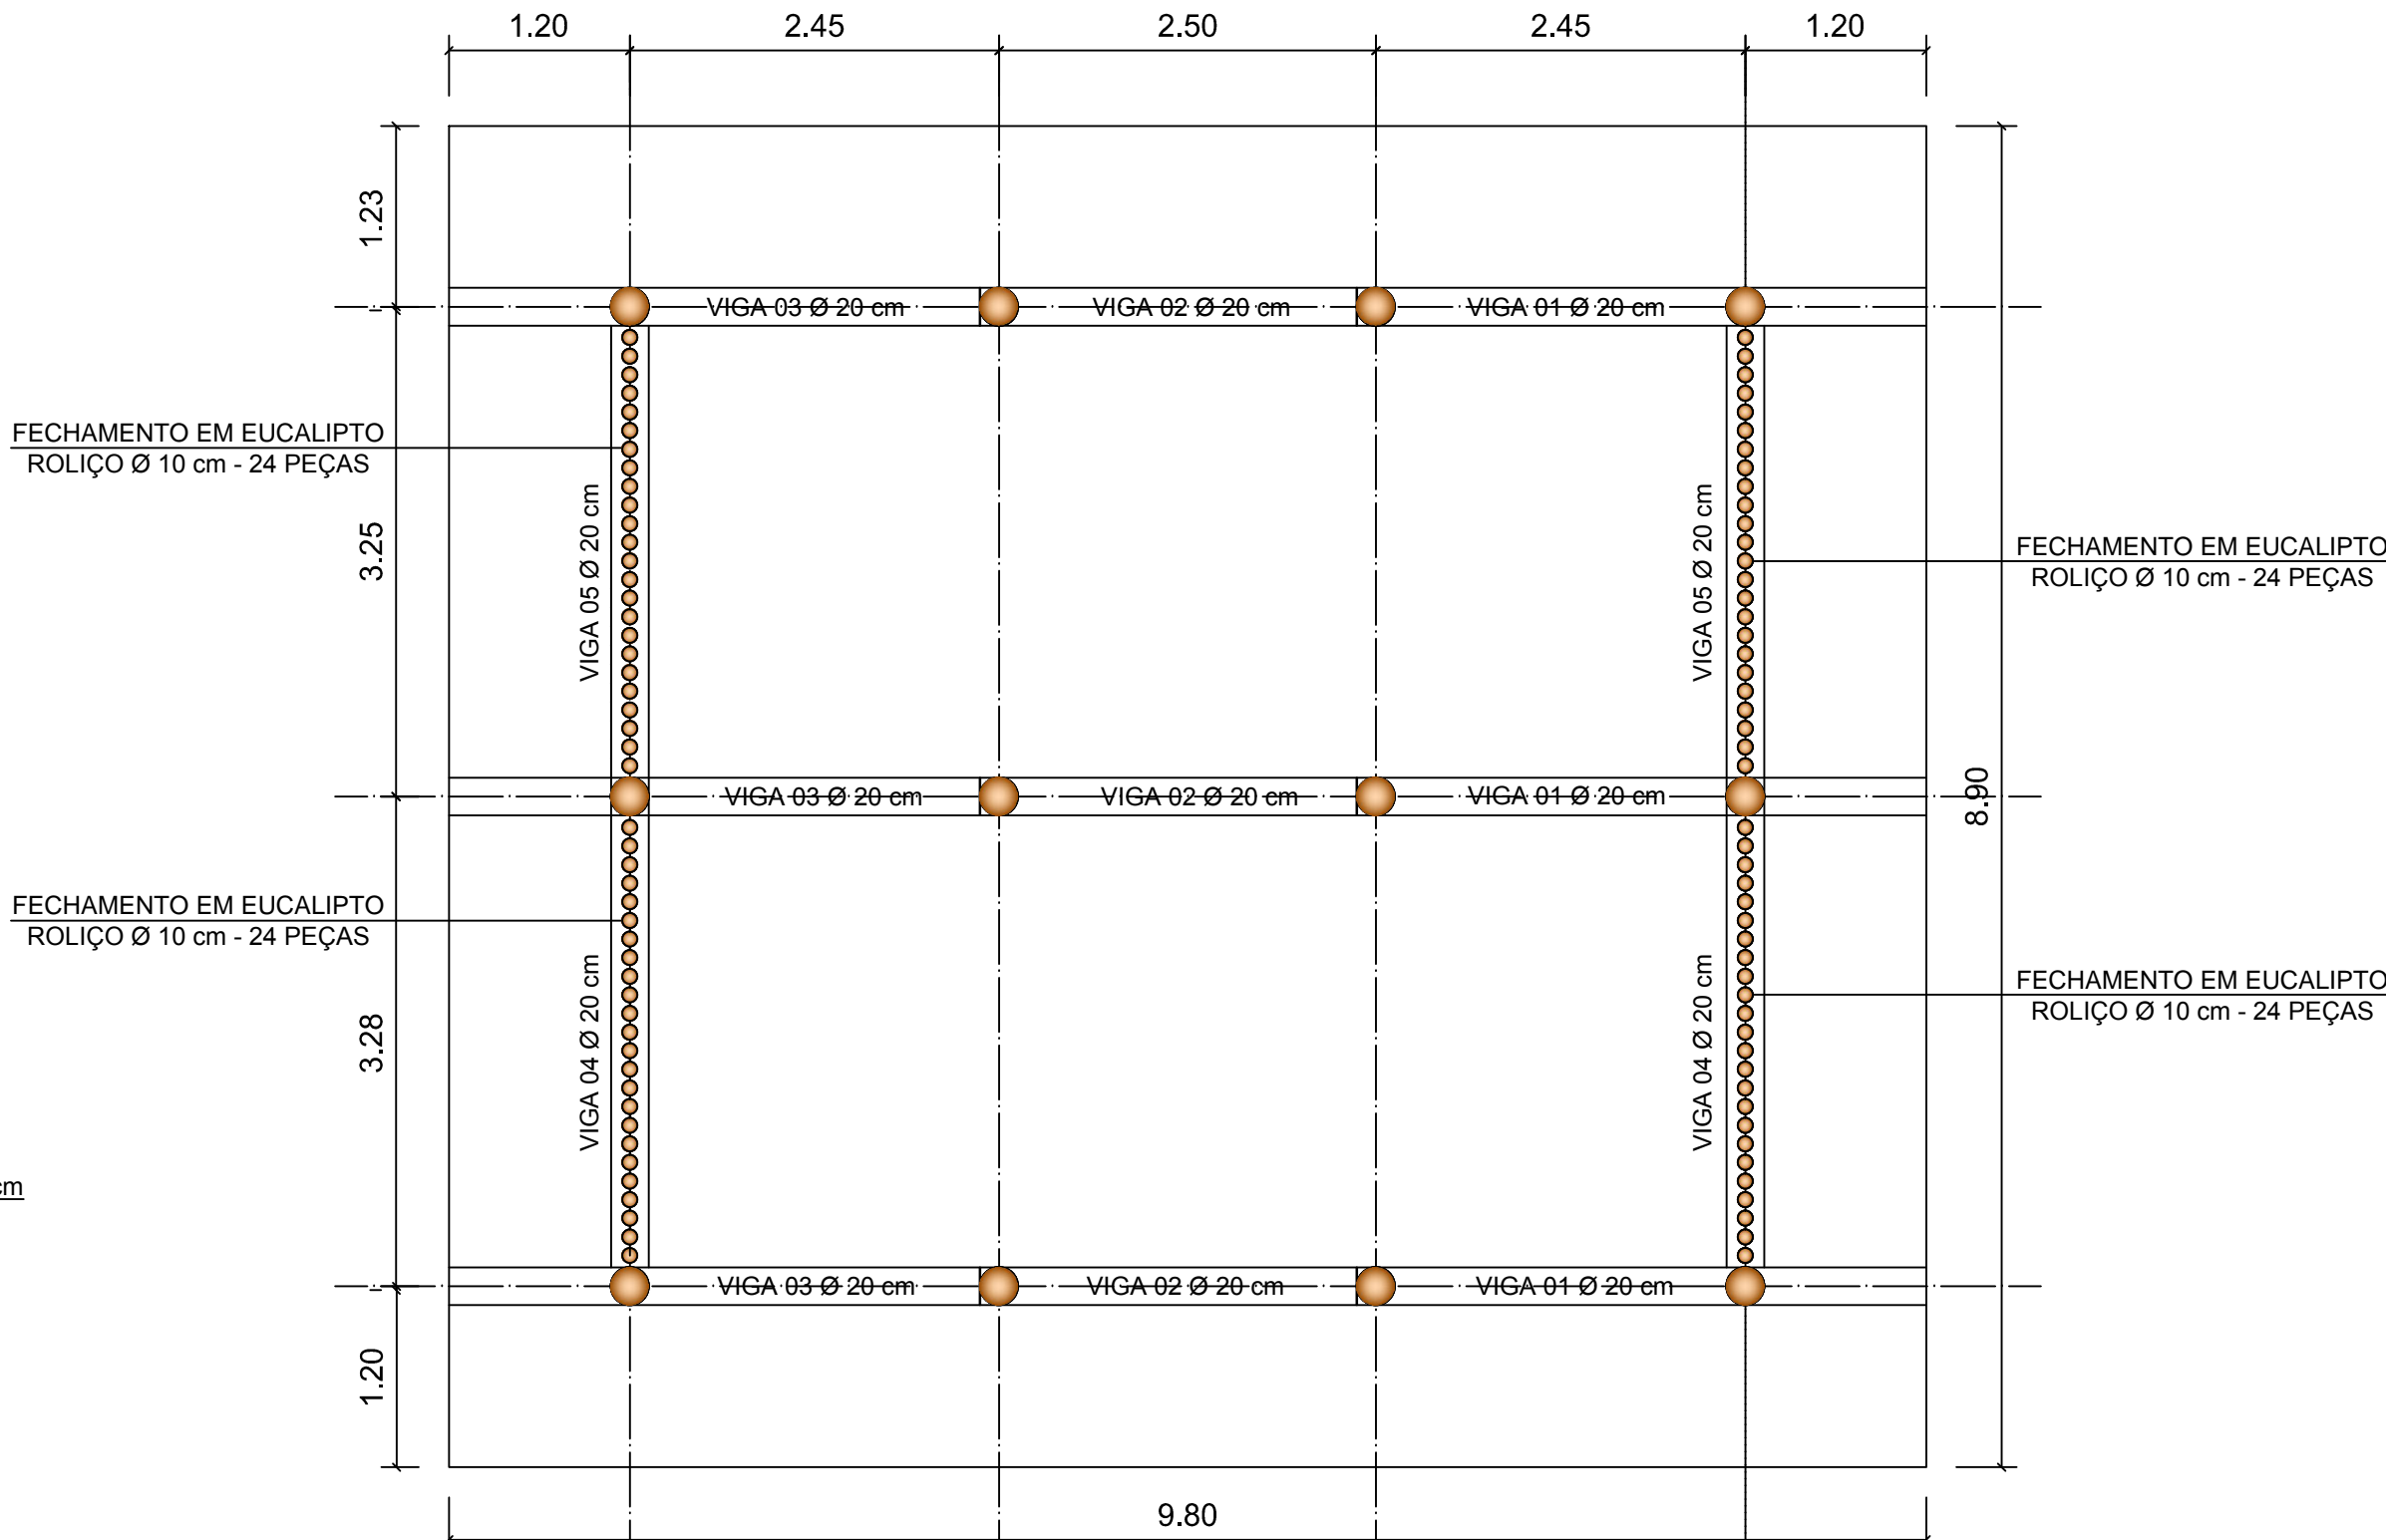 1.20 2.45 2.50 2.45 1.20
1.23
VIGA 03 Ø 20 cm VIGA 02 Ø 20 cm VIGA 01 Ø 20 cm
FECHAMENTO EM EUCALIPTO
ROLIÇO Ø 10 cm - 24 PEÇAS
3.25
VIGA 05 Ø 20 cm
VIGA 05 Ø 20 cm
FECHAMENTO EM EUCALIPTO
ROLIÇO Ø 10 cm - 24 PEÇAS
VIGA 03 Ø 20 cm VIGA 02 Ø 20 cm VIGA 01 Ø 20 cm
8.90
FECHAMENTO EM EUCALIPTO
ROLIÇO Ø 10 cm - 24 PEÇAS
3.28
VIGA 04 Ø 20 cm
VIGA 04 Ø 20 cm
FECHAMENTO EM EUCALIPTO
ROLIÇO Ø 10 cm - 24 PEÇAS
cm
VIGA 03 Ø 20 cm VIGA 02 Ø 20 cm VIGA 01 Ø 20 cm
1.20
9.80